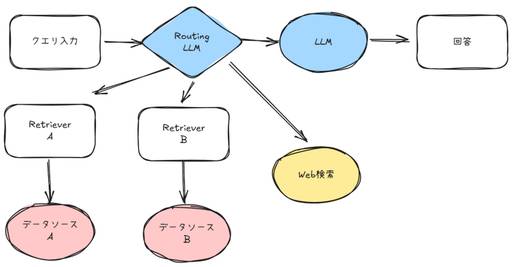 クエリ入力
Routing
LLM
LLM
回答
Retriever
A
Retriever
B
Web検索
データソース
A
データソース
B